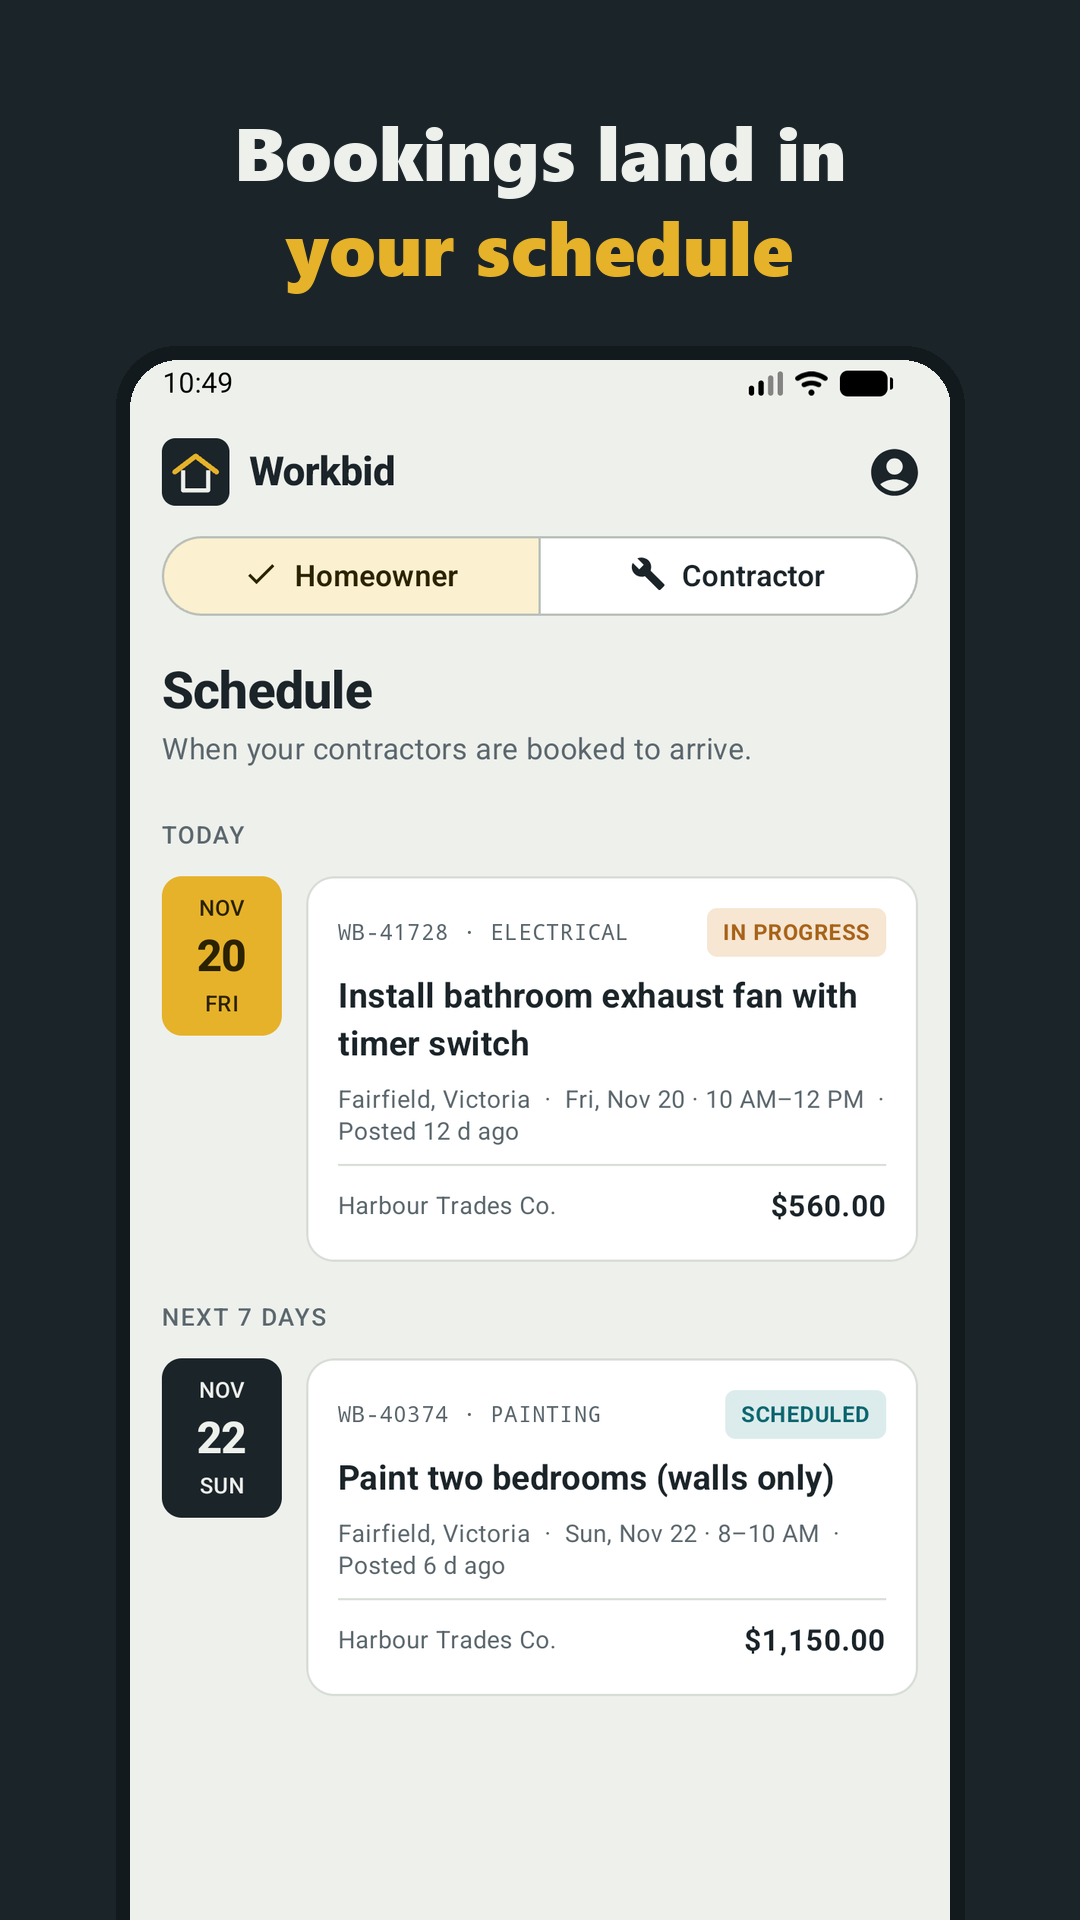 Bookings land in
your schedule
10:49
Workbid
Homeowner
Contractor
Schedule
When your contractors are booked to arrive.
TODAY
NOV
20
FRI
WB-41728 · ELECTRICAL
IN PROGRESS
Install bathroom exhaust fan with
timer switch
Fairfield, Victoria · Fri, Nov 20 · 10 AM–12 PM ·
Posted 12 d ago
Harbour Trades Co.
$560.00
NEXT 7 DAYS
NOV
22
SUN
WB-40374 · PAINTING
SCHEDULED
Paint two bedrooms (walls only)
Fairfield, Victoria · Sun, Nov 22 · 8–10 AM ·
Posted 6 d ago
Harbour Trades Co.
$1,150.00